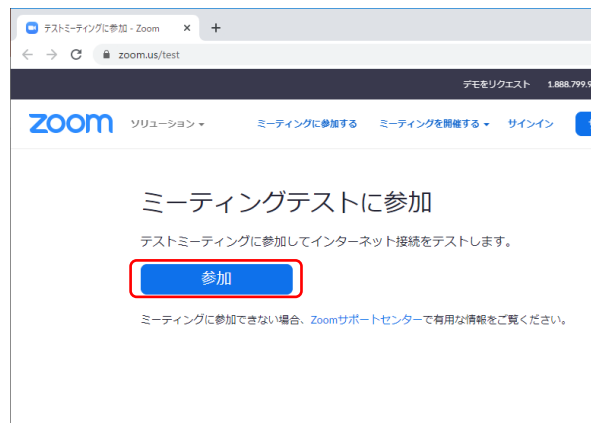 テストミーティングに参加 - Zoom
zoom.us/test
デモをリクエスト 1.888.799.9
zoom ソリューション ミーティングに参加する ミーティングを開催する サインイン
ミーティングテストに参加
テストミーティングに参加してインターネット接続をテストします。
参加
ミーティングに参加できない場合、Zoomサポートセンターで有用な情報をご覧ください。